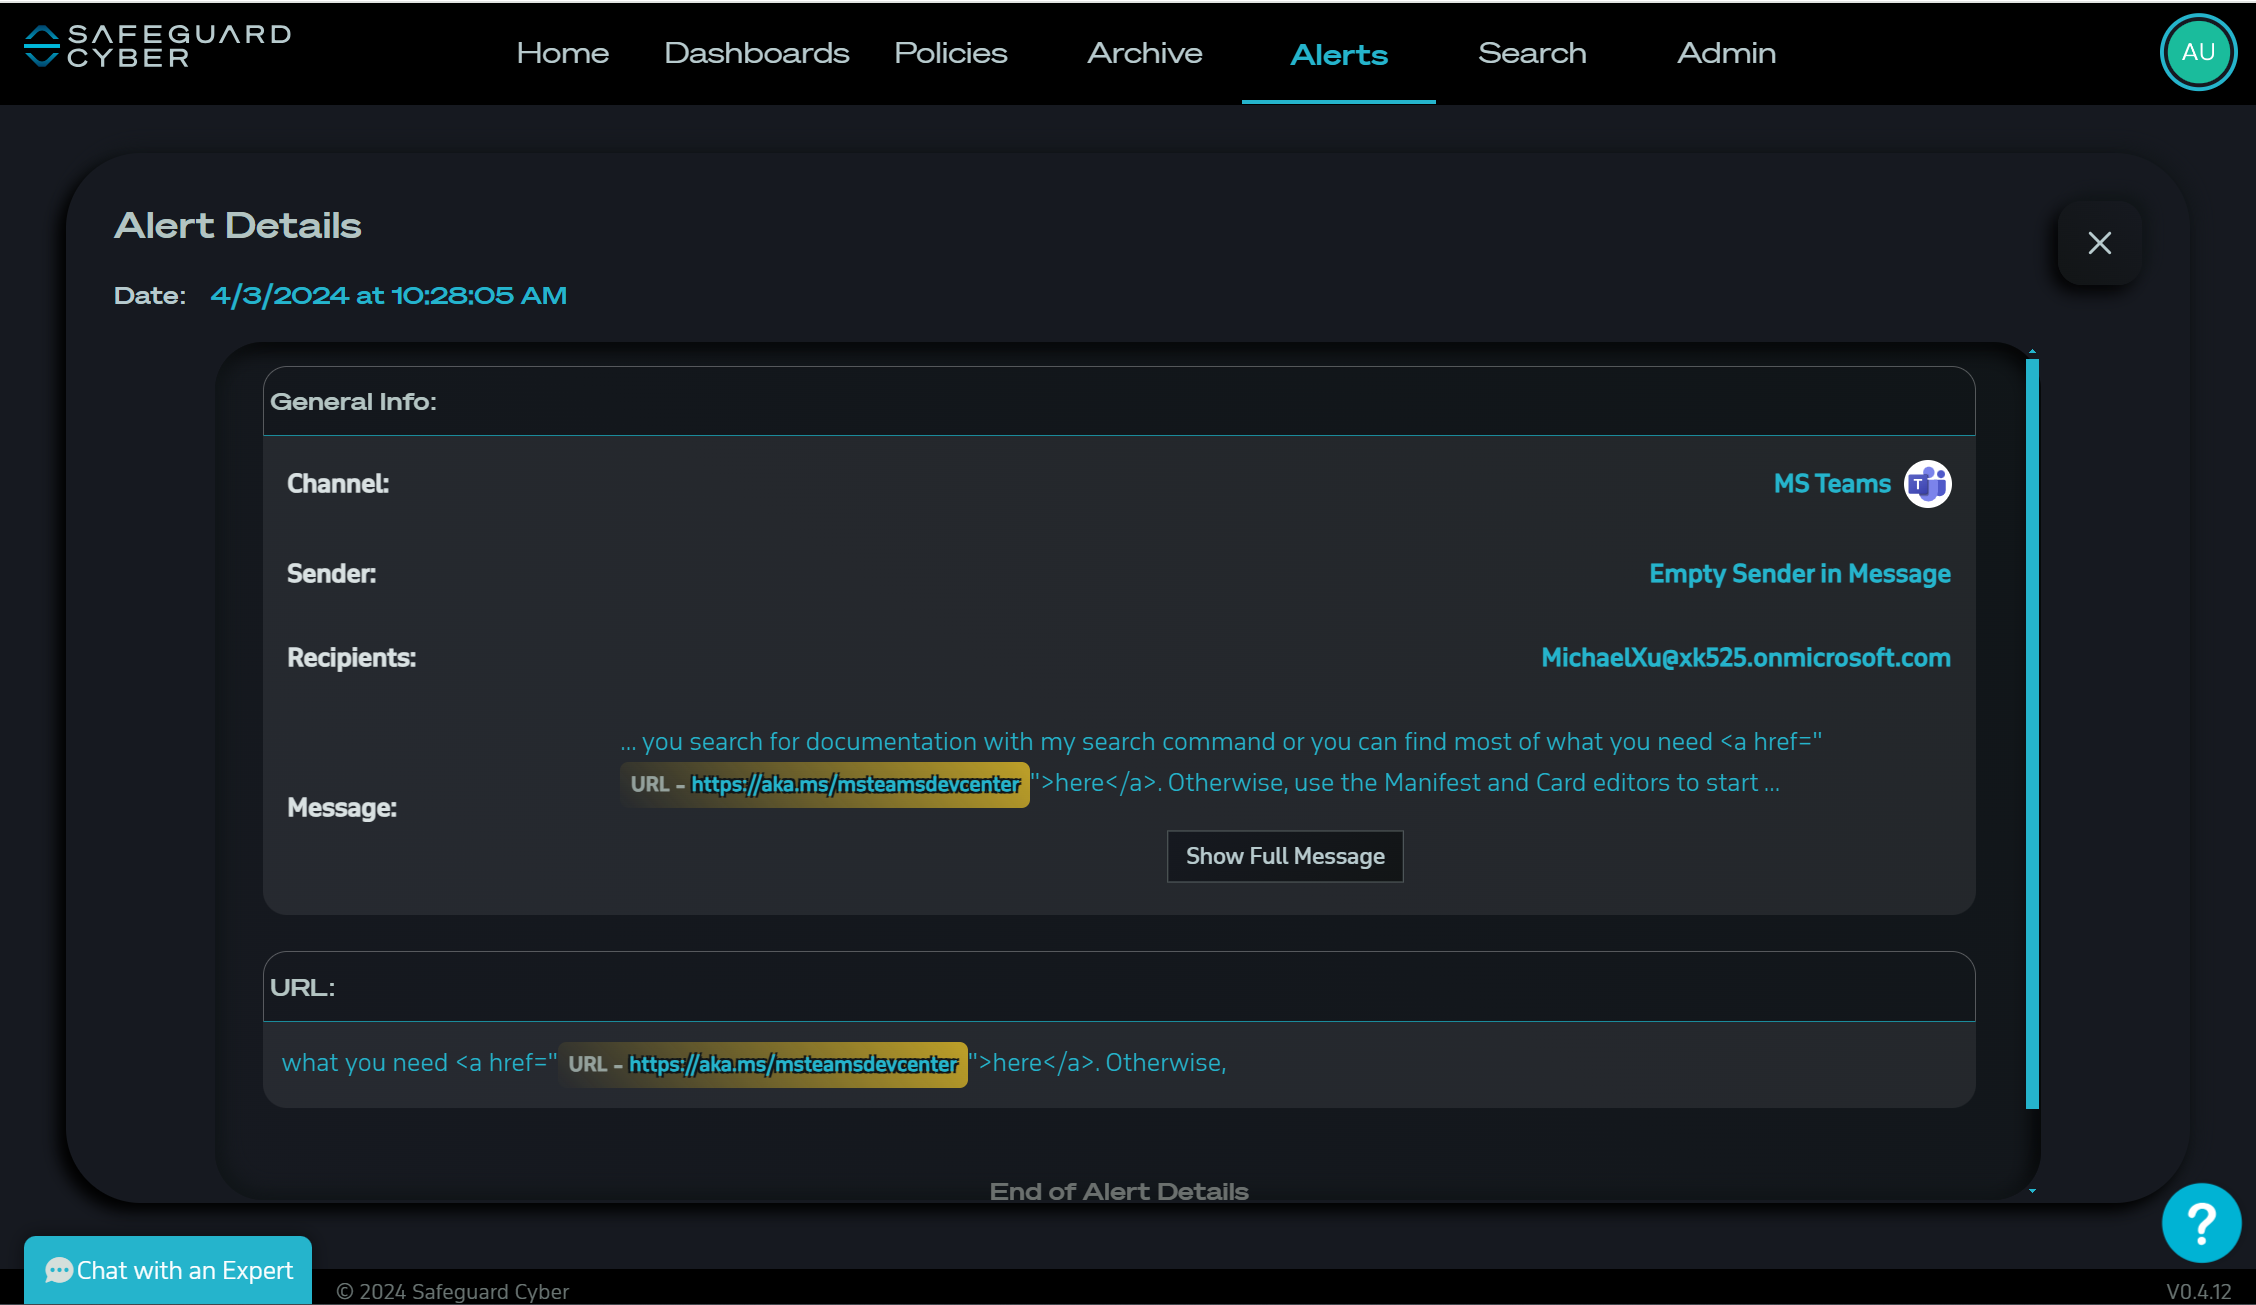 SAFEGUARD
CYBER
Home Dashboards Policies Archive Alerts Search Admin
AU
Alert Details
Date: 4/3/2024 at 10:28:05 AM
General Info:
Channel: MS Teams
T
Sender: Empty Sender in Message
Recipients: MichaelXu@xk525.onmicrosoft.com
Message:
... you search for documentation with my search command or you can find most of what you need <a href="
URL - https://aka.ms/msteamsdevcenter ">here</a>. Otherwise, use the Manifest and Card editors to start ...
Show Full Message
URL:
what you need <a href=" URL - https://aka.ms/msteamsdevcenter ">here</a>. Otherwise,
End of Alert Details
?
Chat with an Expert
© 2024 Safeguard Cyber
V0.4.12